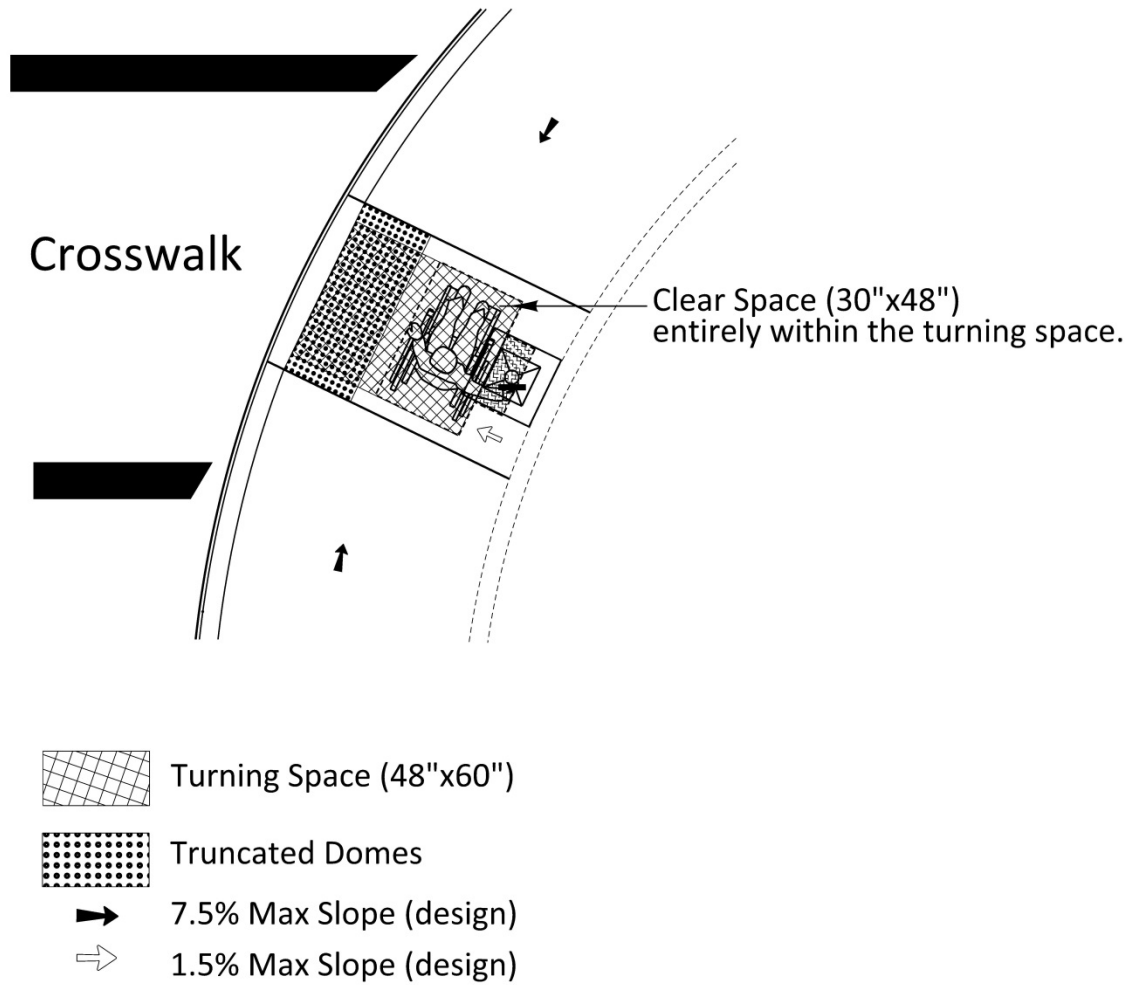 Crosswalk
Clear Space (30"x48")
entirely within the turning space.
Turning Space (48"x60")
Truncated Domes
7.5% Max Slope (design)
1.5% Max Slope (design)